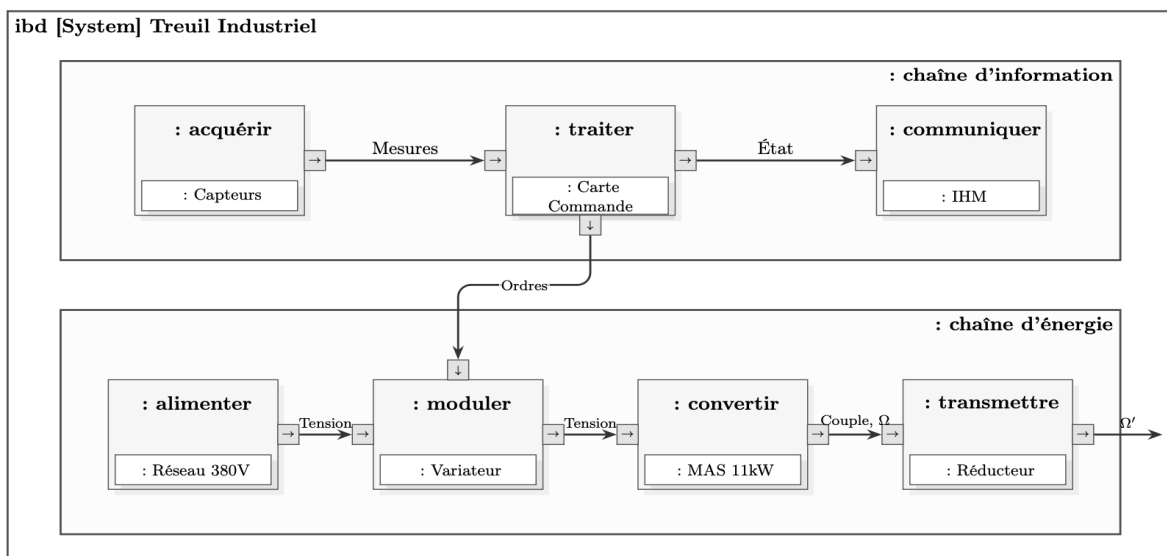 ibd [System] Treuil Industriel
: chaîne d'information
: acquérir
: Capteurs
→
Mesures
→
: traiter
: Carte
Commande
→
↓
État
→
: communiquer
: IHM
Ordres
: chaîne d'énergie
: alimenter
: Réseau 380V
→
Tension
→
↓
: moduler
: Variateur
→
Tension
→
: convertir
: MAS 11kW
→
Couple, Ω
→
: transmettre
: Réducteur
→
Ω′